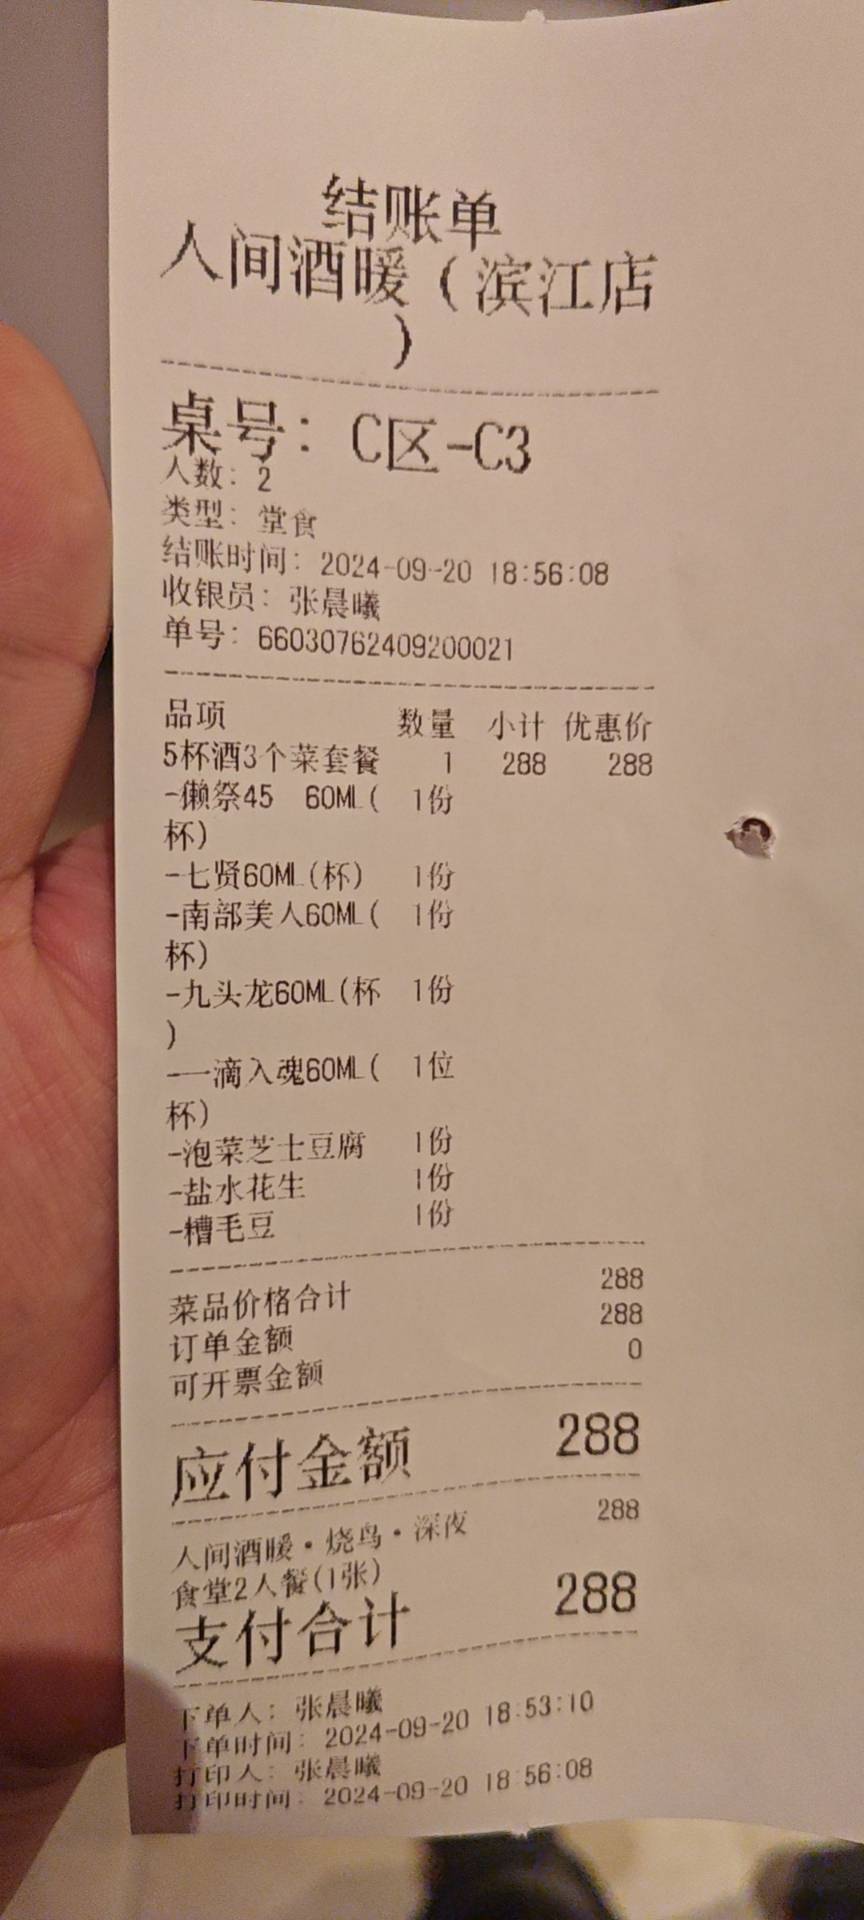 结账单
人间酒暖(滨江店
)
桌号: C区-C3
人数: 2
类型: 堂食
结账时间: 2024-09-20 18:56:08
收银员: 张晨曦
单号: 66030762409200021
品项 数量 小计 优惠价
5杯酒3个菜套餐 1 288 288
-獭祭45 60ML( 1份
杯)
-七贤60ML(杯) 1份
-南部美人60ML( 1份
杯)
-九头龙60ML(杯 1份
)
-一滴入魂60ML( 1位
杯)
-泡菜芝士豆腐 1份
-盐水花生 1份
-糟毛豆 1份
菜品价格合计 288
订单金额 288
可开票金额 0
应付金额 288
人间酒暖·烧鸟·深夜 288
食堂2人餐(1张)
支付合计 288
下单人: 张晨曦
下单时间: 2024-09-20 18:53:10
打印人: 张晨曦
打印时间: 2024-09-20 18:56:08